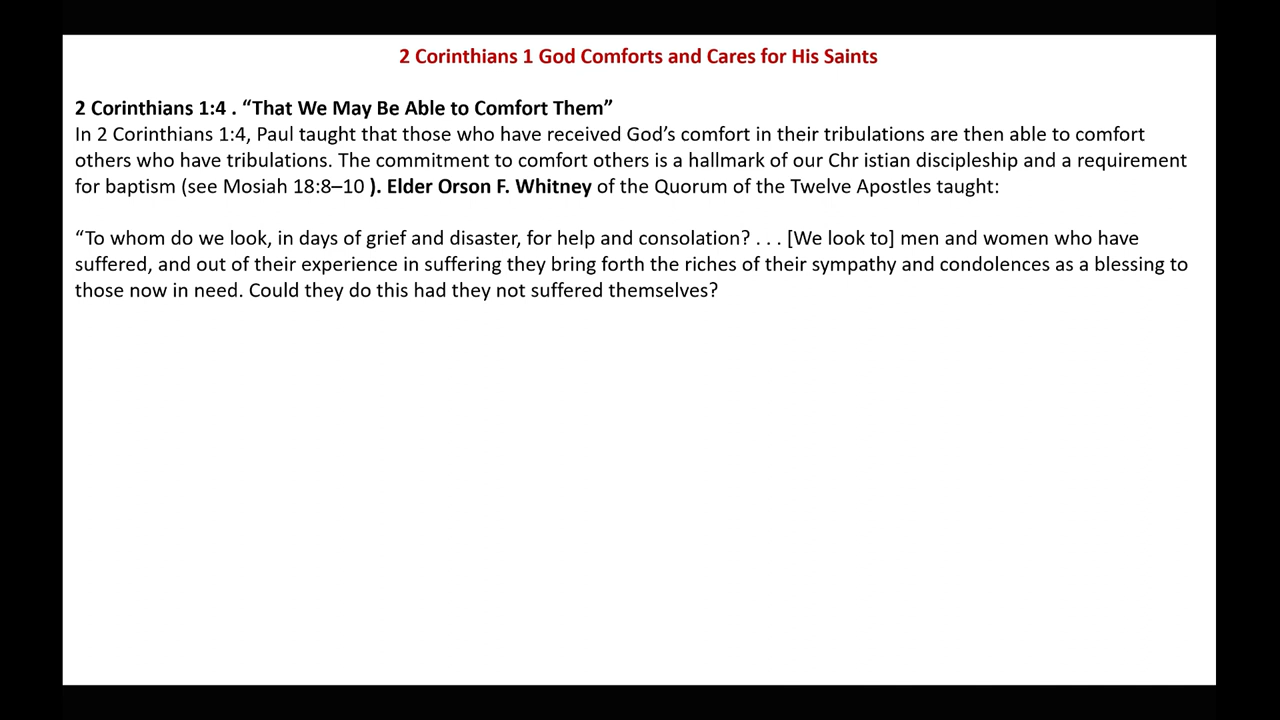 2 Corinthians 1 God Comforts and Cares for His Saints
2 Corinthians 1:4 . “That We May Be Able to Comfort Them”
In 2 Corinthians 1:4, Paul taught that those who have received God’s comfort in their tribulations are then able to comfort
others who have tribulations. The commitment to comfort others is a hallmark of our Chr istian discipleship and a requirement
for baptism (see Mosiah 18:8–10 ). Elder Orson F. Whitney of the Quorum of the Twelve Apostles taught:
“To whom do we look, in days of grief and disaster, for help and consolation? . . . [We look to] men and women who have
suffered, and out of their experience in suffering they bring forth the riches of their sympathy and condolences as a blessing to
those now in need. Could they do this had they not suffered themselves?